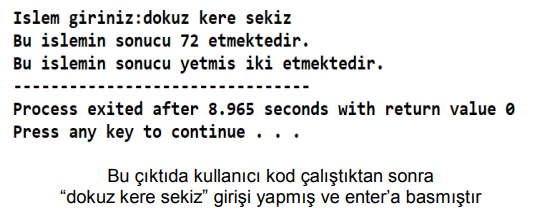 Islem giriniz:dokuz kere sekiz
Bu islemin sonucu 72 etmektedir.
Bu islemin sonucu yetmis iki etmektedir.
--------------------------------
Process exited after 8.965 seconds with return value 0
Press any key to continue . . .
Bu çıktıda kullanıcı kod çalıştıktan sonra
“dokuz kere sekiz” girişi yapmış ve enter’a basmıştır